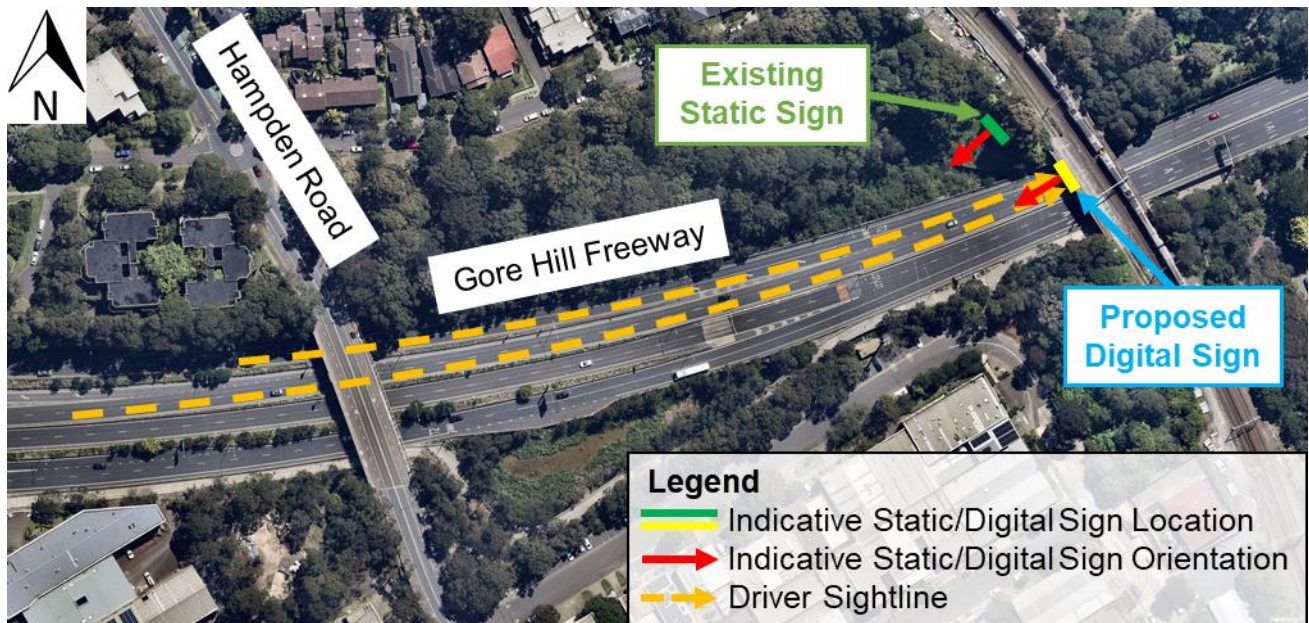 N
Hampden Road
Existing
Static Sign
Gore Hill Freeway
Proposed
Digital Sign
Legend
Indicative Static/Digital Sign Location
Indicative Static/Digital Sign Orientation
Driver Sightline